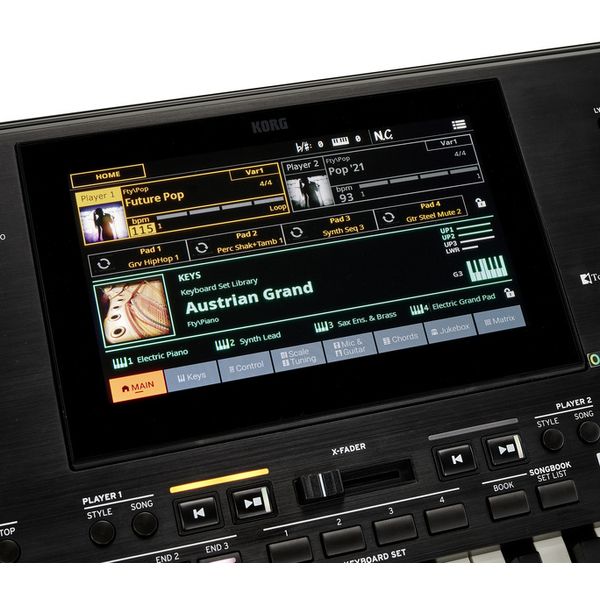 KORG
HOME
b/#: 0 0 N.C.
Player 1
Fty\Pop
Var1
Future Pop
4/4
bpm
115
Loop
Player 2
Fty\Pop
Var1
Pop '21
4/4
bpm
93
Pad 1
Grv HipHop 1
Pad 2
Perc Shak+Tamb 1
Pad 3
Synth Seq 3
Pad 4
Gtr Steel Mute 2
KEYS
Keyboard Set Library
Austrian Grand
Fty\Piano
UP1
UP2
UP3
LWR
G3
1 Electric Piano
2 Synth Lead
3 Sax Ens. & Brass
4 Electric Grand Pad
MAIN
Keys
Control
Scale
Tuning
Mic &
Guitar
Chords
Jukebox
Matrix
X-FADER
PLAYER 1
STYLE
SONG
PLAYER 2
STYLE
SONG
SONGBOOK
BOOK
SET LIST
END 2
END 3
1
2
3
4
KEYBOARD SET